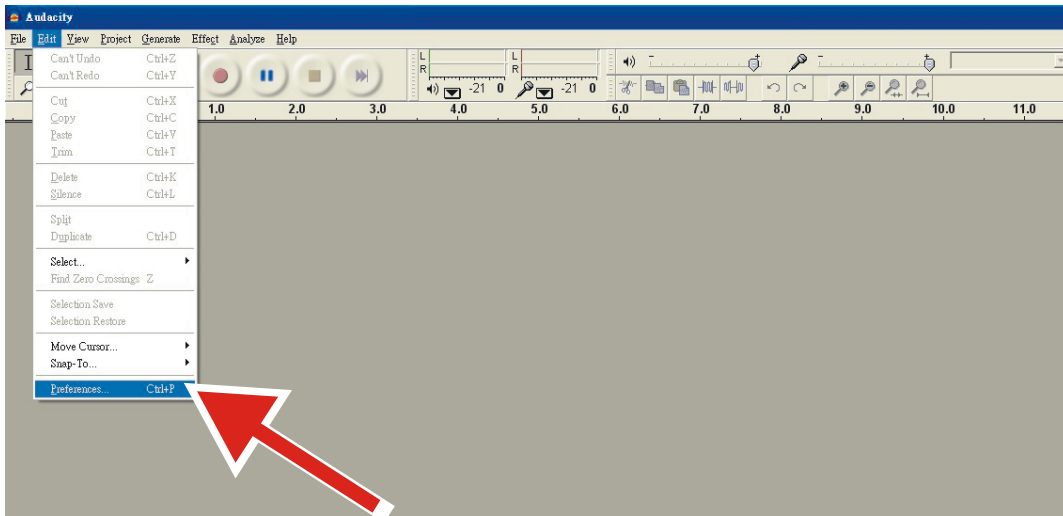 Audacity
File Edit View Project Generate Effect Analyze Help
Can't Undo Ctrl+Z
Can't Redo Ctrl+Y
Cut Ctrl+X
Copy Ctrl+C
Paste Ctrl+V
Trim Ctrl+T
Delete Ctrl+K
Silence Ctrl+L
Split
Duplicate Ctrl+D
Select...
Find Zero Crossings Z
Selection Save
Selection Restore
Move Cursor...
Snap-To...
Preferences... Ctrl+P
L L
R R
-21 0 -21 0
1.0 2.0 3.0 4.0 5.0 6.0 7.0 8.0 9.0 10.0 11.0